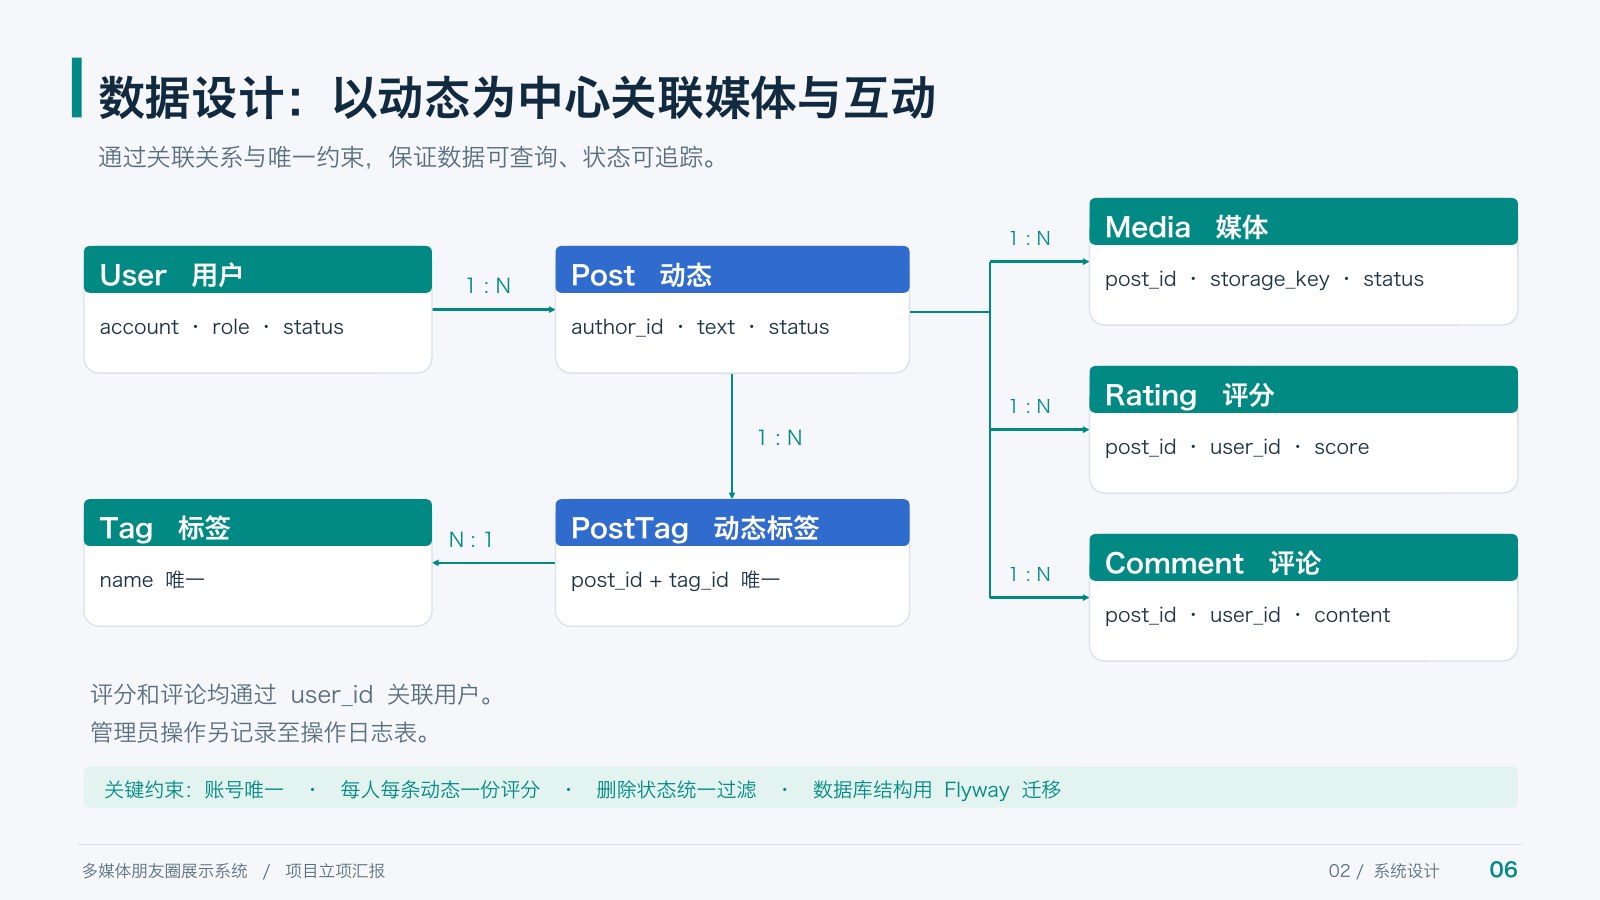 数据设计：以动态为中心关联媒体与互动
通过关联关系与唯一约束，保证数据可查询、状态可追踪。
User 用户
account · role · status
1 : N
Post 动态
author_id · text · status
1 : N
Media 媒体
post_id · storage_key · status
1 : N
Rating 评分
post_id · user_id · score
1 : N
Tag 标签
name 唯一
N : 1
PostTag 动态标签
post_id + tag_id 唯一
1 : N
Comment 评论
post_id · user_id · content
评分和评论均通过 user_id 关联用户。
管理员操作另记录至操作日志表。
关键约束：账号唯一 · 每人每条动态一份评分 · 删除状态统一过滤 · 数据库结构用 Flyway 迁移
多媒体朋友圈展示系统 / 项目立项汇报
02 / 系统设计 06